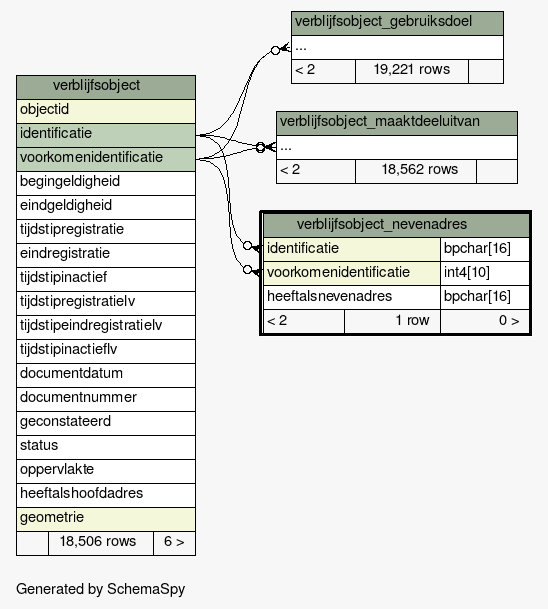 verblijfsobject_gebruiksdoel
...
< 2 19,221 rows
verblijfsobject
objectid
identificatie
voorkomenidentificatie
begingeldigheid
eindgeldigheid
tijdstipregistratie
eindregistratie
tijdstipinactief
tijdstipregistratielv
tijdstipeindregistratielv
tijdstipinactieflv
documentdatum
documentnummer
geconstateerd
status
oppervlakte
heeftalshoofdadres
geometrie
18,506 rows 6 >
verblijfsobject_maaktdeeluitvan
...
< 2 18,562 rows
verblijfsobject_nevenadres
identificatie bpchar[16]
voorkomenidentificatie int4[10]
heeftalsnevenadres bpchar[16]
< 2 1 row 0 >
Generated by SchemaSpy